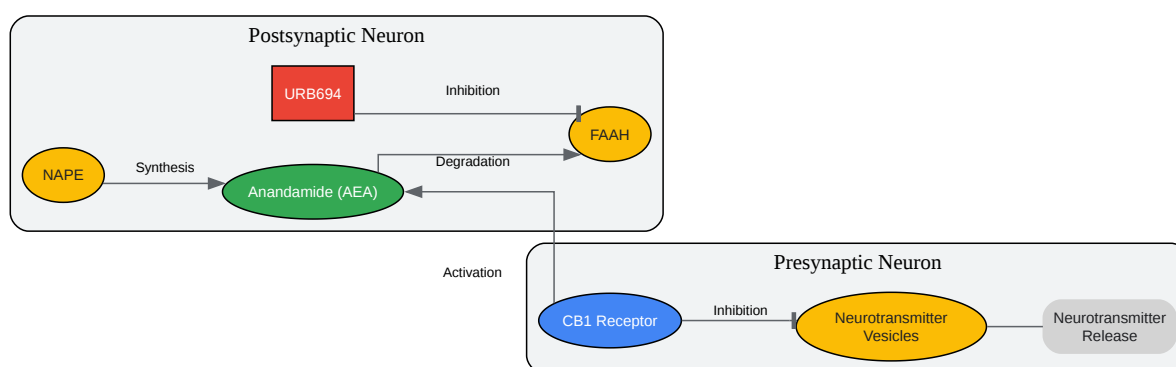 Postsynaptic Neuron
URB694
Inhibition
FAAH
NAPE
Synthesis
Degradation
Anandamide (AEA)
Activation
Presynaptic Neuron
CB1 Receptor
Inhibition
Neurotransmitter
Vesicles
Neurotransmitter
Release